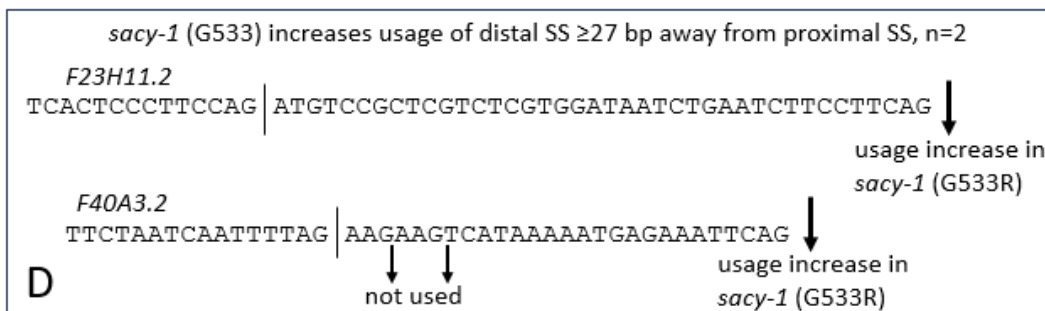 sacy-1 (G533) increases usage of distal SS ≥27 bp away from proximal SS, n=2
F23H11.2
TCACTCCCTTCCAG ATGTCCGCTCGTCTCGTGGATAATCTGAATCTTCCTTCAG
usage increase in
sacy-1 (G533R)
F40A3.2
TTCTAATCAATTTTAG AAGAAGTCATAAAAATGAGAAATTCAG
not used
usage increase in
sacy-1 (G533R)
D